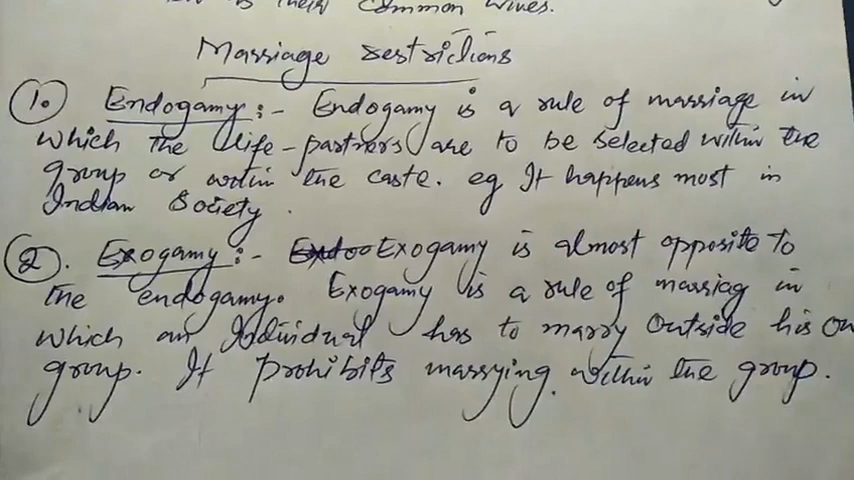 is their Common wives.
Marriage restrictions
1. Endogamy :- Endogamy is a rule of marriage in
which the life-partners are to be selected within the
group or within the caste. eg It happens most in
Indian Society.
2. Exogamy :- Exogamy is almost opposite to
the endogamy. Exogamy is a rule of marriag in
which an Individual has to marry Outside his
group. It prohibits marrying within the group.